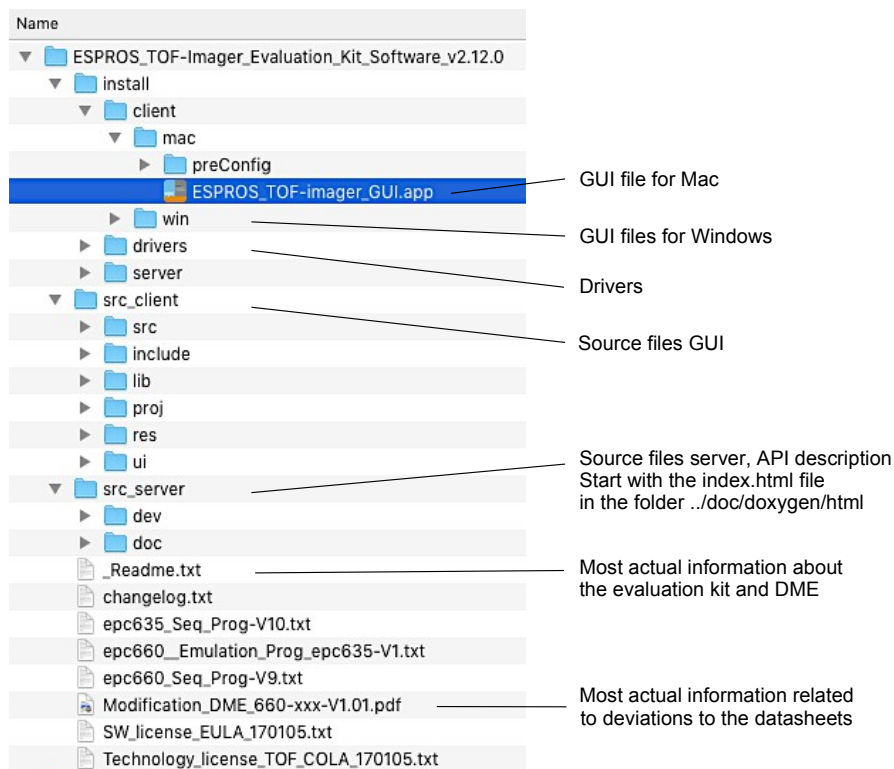 Name
ESPROS_TOF-Imager_Evaluation_Kit_Software_v2.12.0
install
client
mac
preConfig
ESPROS_TOF-imager_GUI.app
GUI file for Mac
win
GUI files for Windows
drivers
Drivers
server
src_client
Source files GUI
src
include
lib
proj
res
ui
src_server
Source files server, API description
Start with the index.html file
in the folder ../doc/doxygen/html
dev
doc
_Readme.txt
Most actual information about
the evaluation kit and DME
changelog.txt
epc635_Seq_Prog-V10.txt
epc660__Emulation_Prog_epc635-V1.txt
epc660_Seq_Prog-V9.txt
Modification_DME_660-xxx-V1.01.pdf
Most actual information related
to deviations to the datasheets
SW_license_EULA_170105.txt
Technology_license_TOF_COLA_170105.txt